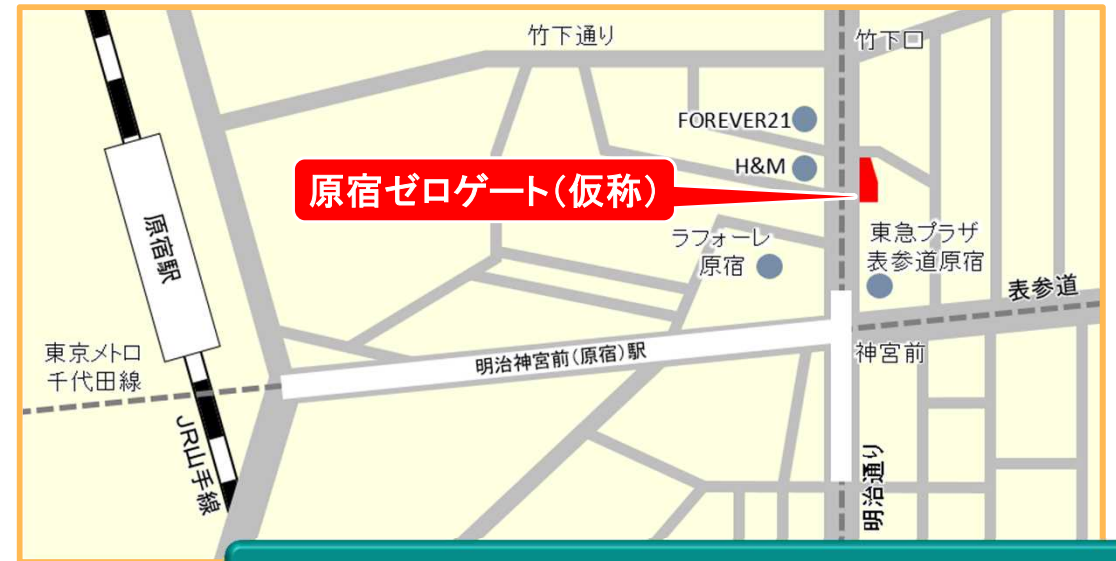 竹下通り
竹下口
FOREVER21
H&M
原宿ゼロゲート(仮称)
原宿駅
ラフォーレ
原宿
東急プラザ
表参道原宿
表参道
東京メトロ
千代田線
明治神宮前(原宿)駅
神宮前
JR山手線
明治通り